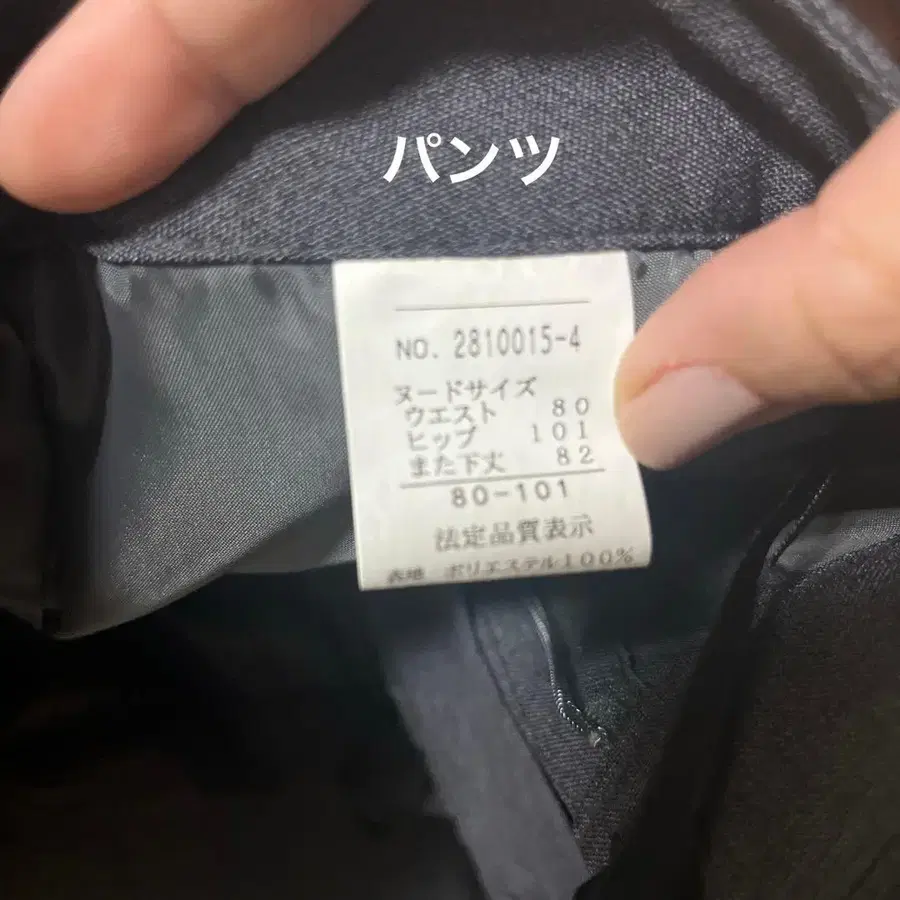 パンツ
NO. 2810015-4
ヌードサイズ
ウエスト 80
ヒップ 101
また下丈 82
80-101
法定品質表示
表地 ポリエステル100%